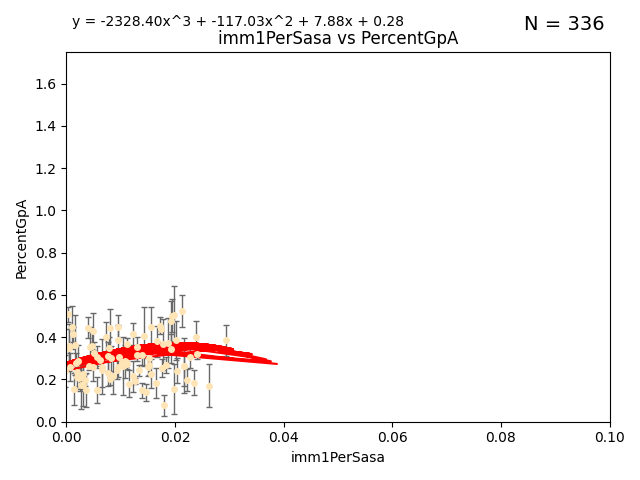 y = -2328.40x^3 + -117.03x^2 + 7.88x + 0.28
N = 336
imm1PerSasa vs PercentGpA
PercentGpA
1.6
1.4
1.2
1.0
0.8
0.6
0.4
0.2
0.0
0.00 0.02 0.04 0.06 0.08 0.10
imm1PerSasa